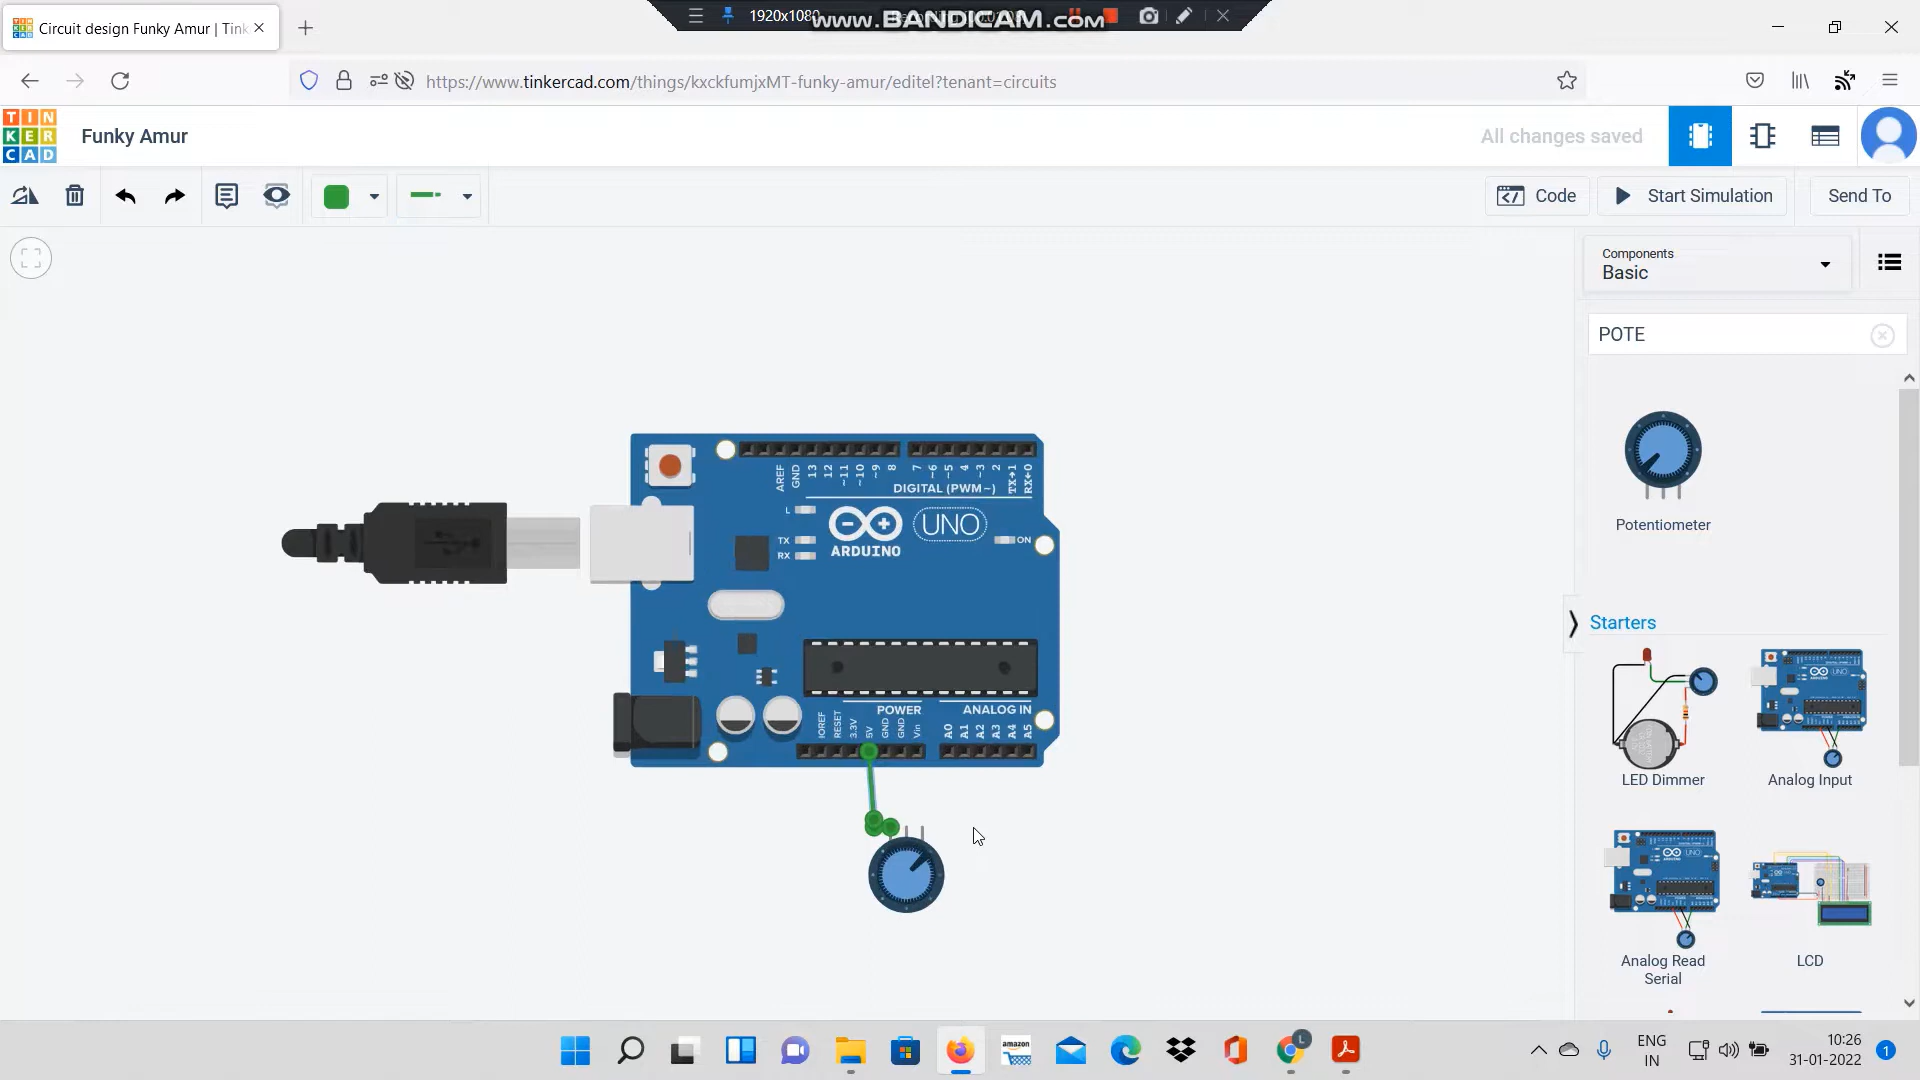 1920x1080
www.BANDICAM.com
Circuit design Funky Amur | Tink
https://www.tinkercad.com/things/kxckfumjxMT-funky-amur/editel?tenant=circuits
TIN
KER
CAD
Funky Amur
All changes saved
Code
Start Simulation
Send To
Components
Basic
POTE
Potentiometer
Starters
LED Dimmer
Analog Input
Analog Read
Serial
LCD
AREF
GND
13
12
~11
~10
~9
8
7
~6
~5
4
~3
2
TX→1
RX←0
DIGITAL (PWM~)
L
TX
RX
ARDUINO
UNO
ON
POWER
ANALOG IN
IOREF
RESET
3.3V
5V
GND
GND
Vin
A0
A1
A2
A3
A4
A5
amazon
L
ENG
IN
10:26
31-01-2022
1